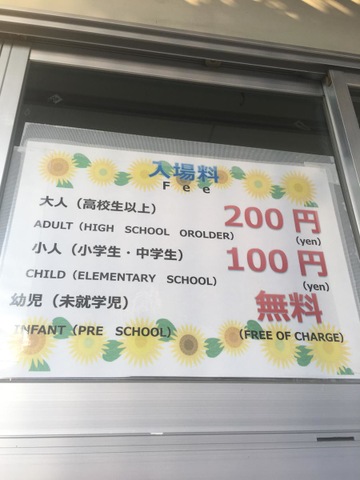 入場料
Fee
大人（高校生以上） 200円
ADULT（HIGH SCHOOL OROLDER） (yen)
小人（小学生・中学生） 100円
CHILD（ELEMENTARY SCHOOL） (yen)
幼児（未就学児） 無料
INFANT（PRE SCHOOL） (FREE OF CHARGE)